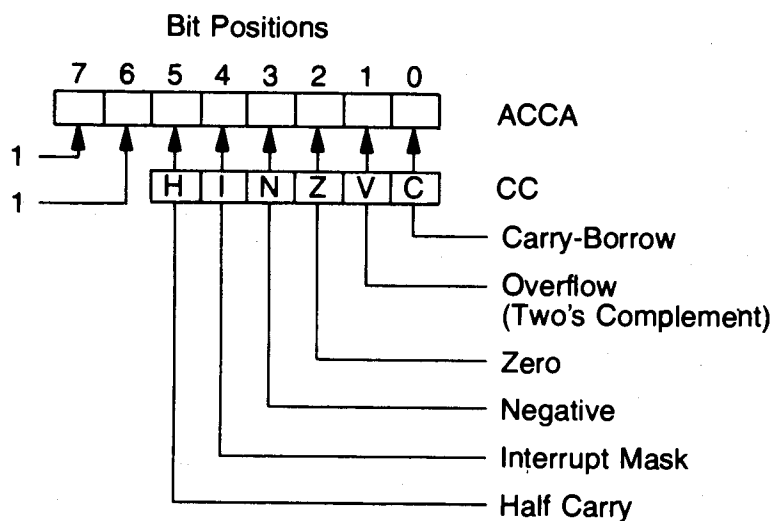 Bit Positions
7 6 5 4 3 2 1 0
ACCA
1
1
H I N Z V C
CC
Carry-Borrow
Overflow
(Two's Complement)
Zero
Negative
Interrupt Mask
Half Carry